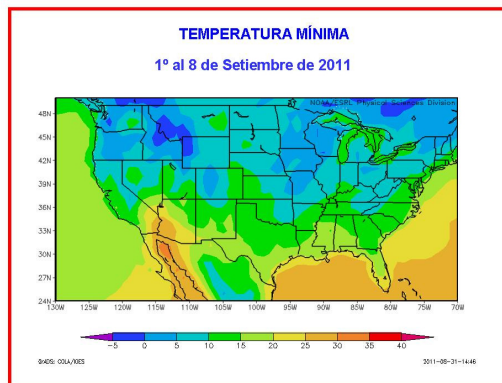 TEMPERATURA MÍNIMA
1º al 8 de Setiembre de 2011
NOAA/ESRL Physical Sciences Division
48N
45N
42N
39N
36N
33N
30N
27N
24N
130W 125W 120W 115W 110W 105W 100W 95W 90W 85W 80W 75W 70W
-5 0 5 10 15 20 25 30 35 40
GrADS: COLA/IGES 2011-08-31-14:46